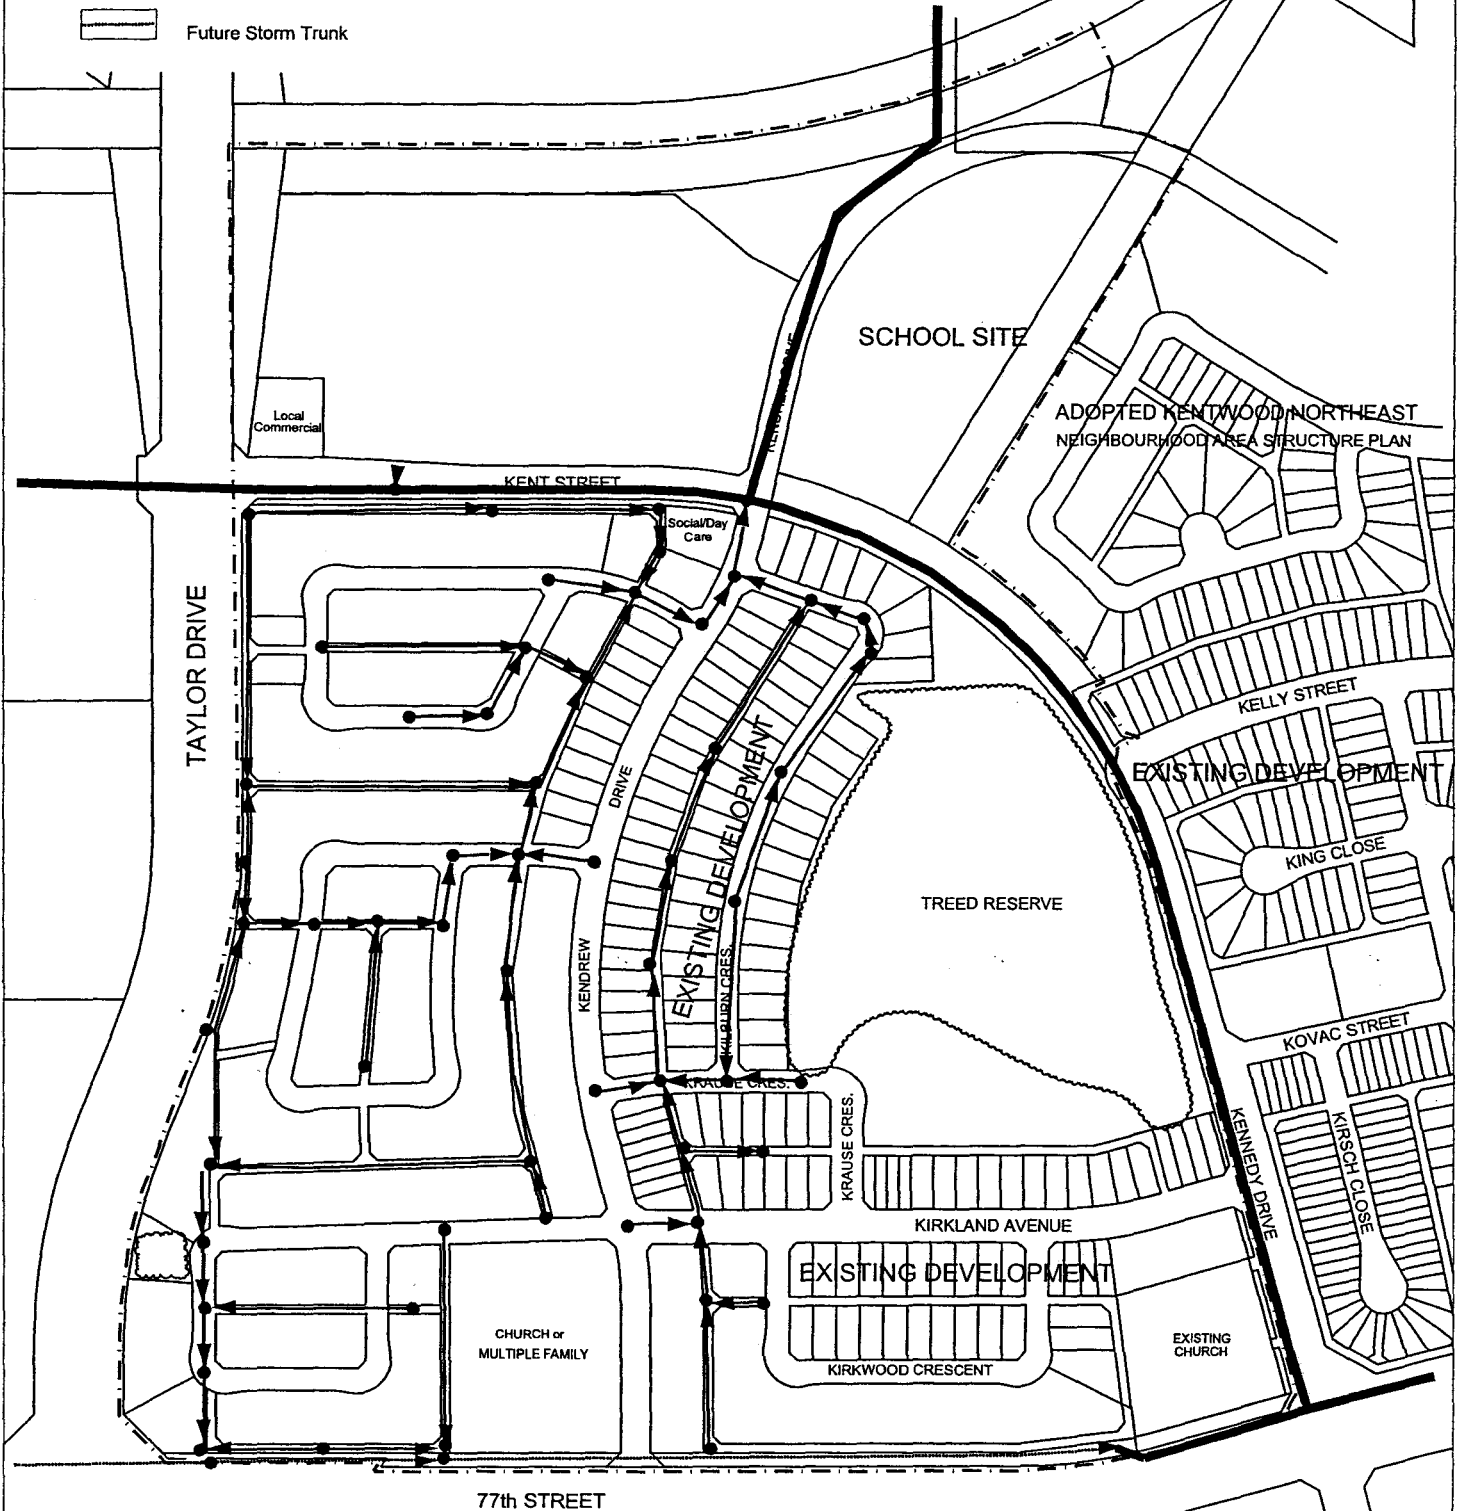 Future Storm Trunk
SCHOOL SITE
Local
Commercial
ADOPTED KENTWOOD NORTHEAST
NEIGHBOURHOOD AREA STRUCTURE PLAN
KENT STREET
Social/Day
Care
TAYLOR DRIVE
KELLY STREET
EXISTING DEVELOPMENT
DRIVE
EXISTING DEVELOPMENT
KING CLOSE
TREED RESERVE
KENDREW
KILBURN CRES.
KOVAC STREET
KRAUSE CRES.
KRAUSE CRES.
KENNEDY DRIVE
KIRSCH CLOSE
KIRKLAND AVENUE
EXISTING DEVELOPMENT
CHURCH or
MULTIPLE FAMILY
EXISTING
CHURCH
KIRKWOOD CRESCENT
77th STREET